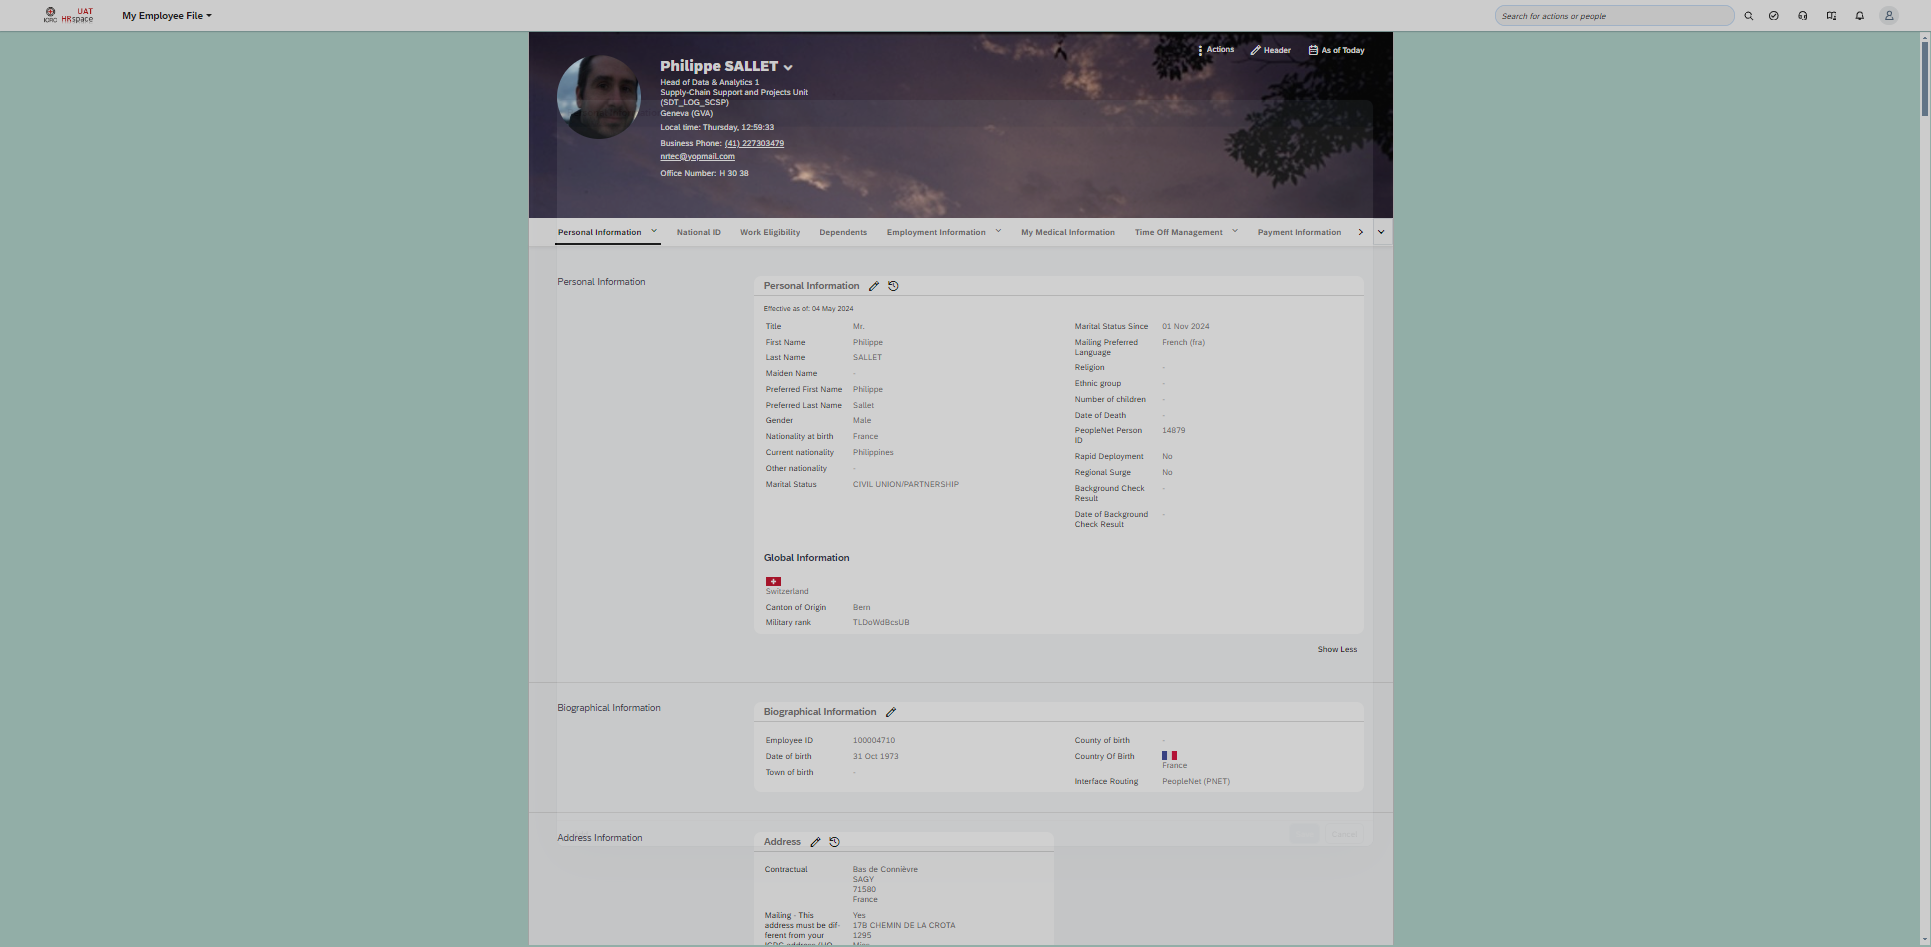 ICRC
UAT
HRspace
My Employee File
Search for actions or people
Actions
Header
As of Today
Philippe SALLET
Head of Data & Analytics 1
Supply-Chain Support and Projects Unit
(SDT_LOG_SCSP)
Geneva (GVA)
Local time: Thursday, 12:59:33
Business Phone: (41) 227303479
nrtec@yopmail.com
Office Number: H 30 38
Personal Information
National ID
Work Eligibility
Dependents
Employment Information
My Medical Information
Time Off Management
Payment Information
Personal Information
Personal Information
Effective as of: 04 May 2024
Title Mr.
First Name Philippe
Last Name SALLET
Maiden Name -
Preferred First Name Philippe
Preferred Last Name Sallet
Gender Male
Nationality at birth France
Current nationality Philippines
Other nationality -
Marital Status CIVIL UNION/PARTNERSHIP
Marital Status Since 01 Nov 2024
Mailing Preferred French (fra)
Language
Religion -
Ethnic group -
Number of children -
Date of Death -
PeopleNet Person 14879
ID
Rapid Deployment No
Regional Surge No
Background Check -
Result
Date of Background -
Check Result
Global Information
Switzerland
Canton of Origin Bern
Military rank TLDoWdBcsUB
Show Less
Biographical Information
Biographical Information
Employee ID 100004710
Date of birth 31 Oct 1973
Town of birth -
County of birth -
Country Of Birth
France
Interface Routing PeopleNet (PNET)
Address Information
Address
Cancel
Contractual Bas de Connièvre
SAGY
71580
France
Mailing - This Yes
address must be dif- 17B CHEMIN DE LA CROTA
ferent from your 1295